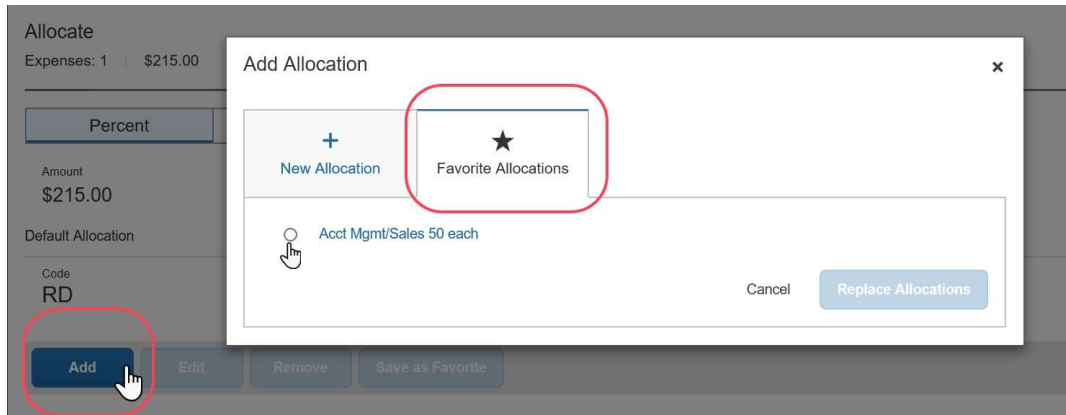 Allocate
Expenses: 1 | $215.00
Percent
Amount
$215.00
Default Allocation
Code
RD
Add
Edit
Remove
Save as Favorite
Add Allocation
×
+
New Allocation
★
Favorite Allocations
Acct Mgmt/Sales 50 each
Cancel
Replace Allocations